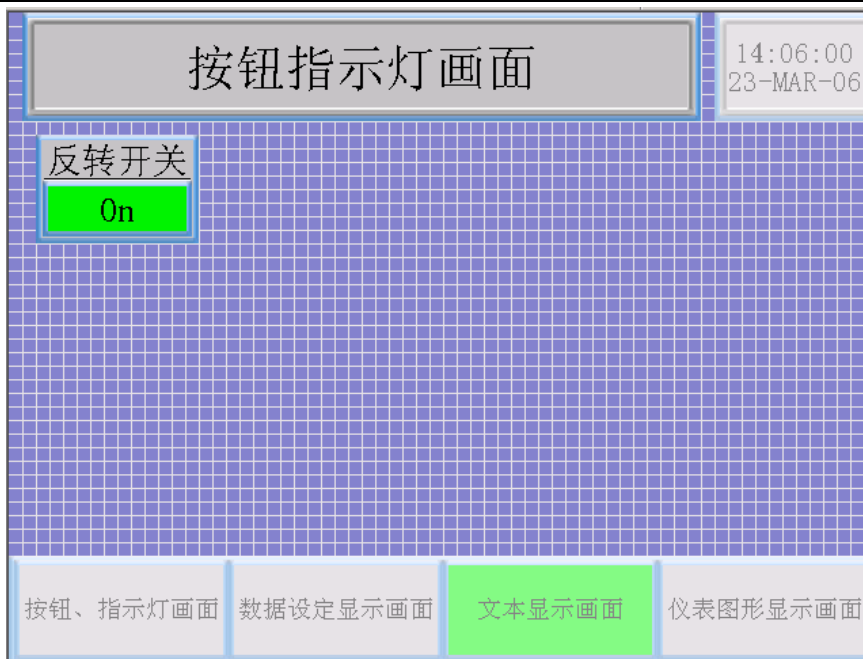 按钮指示灯画面
14:06:00
23-MAR-06
反转开关
On
按钮、指示灯画面
数据设定显示画面
文本显示画面
仪表图形显示画面